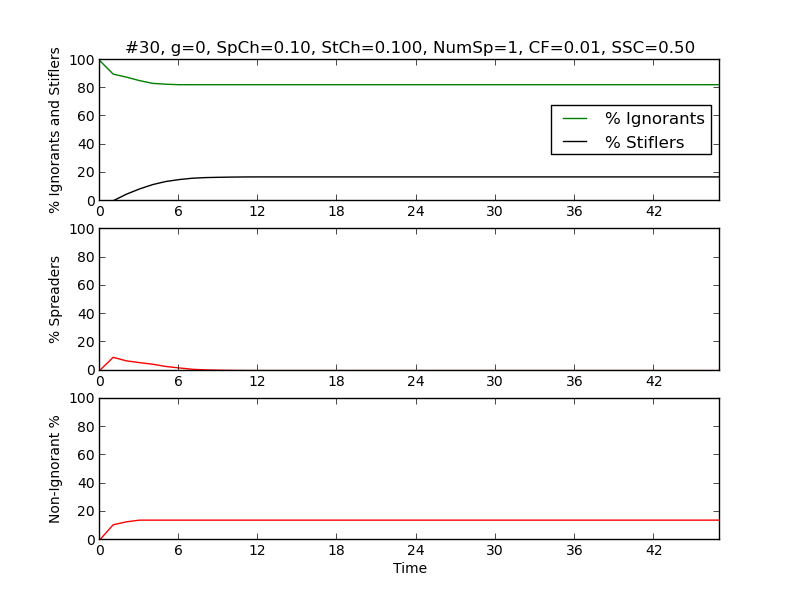 #30, g=0, SpCh=0.10, StCh=0.100, NumSp=1, CF=0.01, SSC=0.50
% Ignorants and Stiflers
100
80
60
40
20
0
% Ignorants
% Stiflers
0 6 12 18 24 30 36 42
% Spreaders
100
80
60
40
20
0
0 6 12 18 24 30 36 42
Non-Ignorant %
100
80
60
40
20
0
0 6 12 18 24 30 36 42
Time